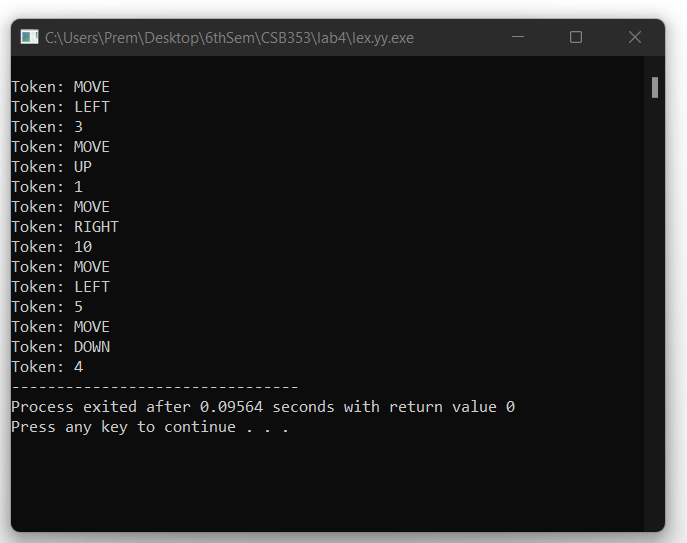 C:\Users\Prem\Desktop\6thSem\CSB353\lab4\lex.yy.exe
Token: MOVE
Token: LEFT
Token: 3
Token: MOVE
Token: UP
Token: 1
Token: MOVE
Token: RIGHT
Token: 10
Token: MOVE
Token: LEFT
Token: 5
Token: MOVE
Token: DOWN
Token: 4
--------------------------------
Process exited after 0.09564 seconds with return value 0
Press any key to continue . . .